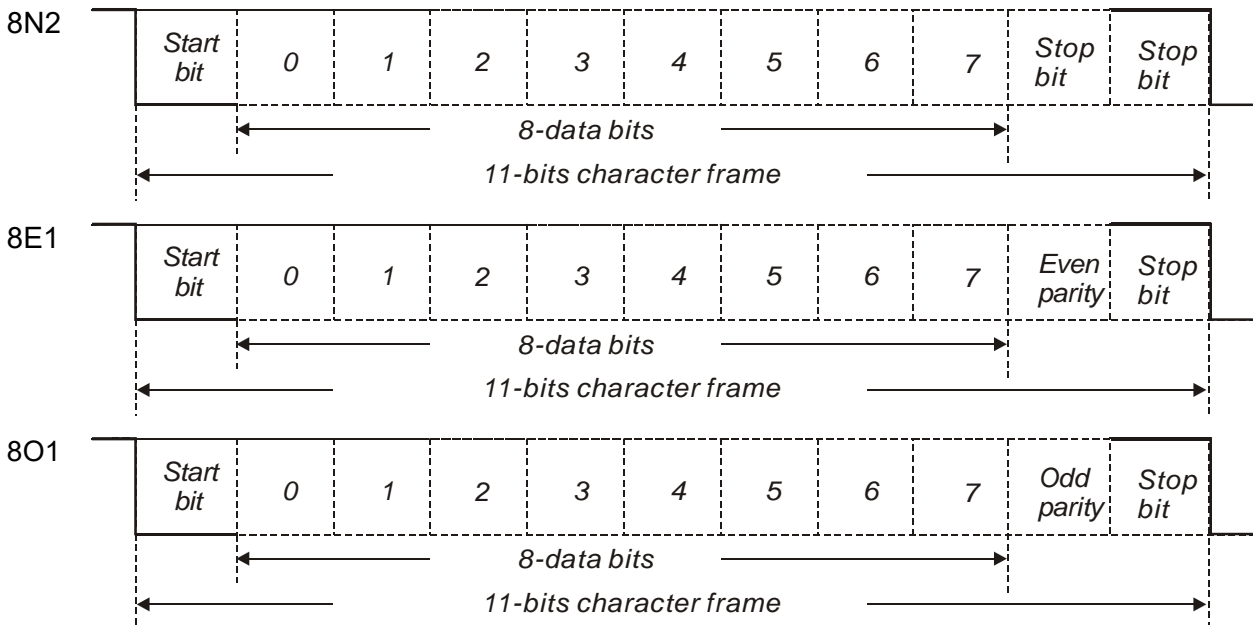 8N2
Start bit 0 1 2 3 4 5 6 7 Stop bit Stop bit
8-data bits
11-bits character frame
8E1
Start bit 0 1 2 3 4 5 6 7 Even parity Stop bit
8-data bits
11-bits character frame
8O1
Start bit 0 1 2 3 4 5 6 7 Odd parity Stop bit
8-data bits
11-bits character frame